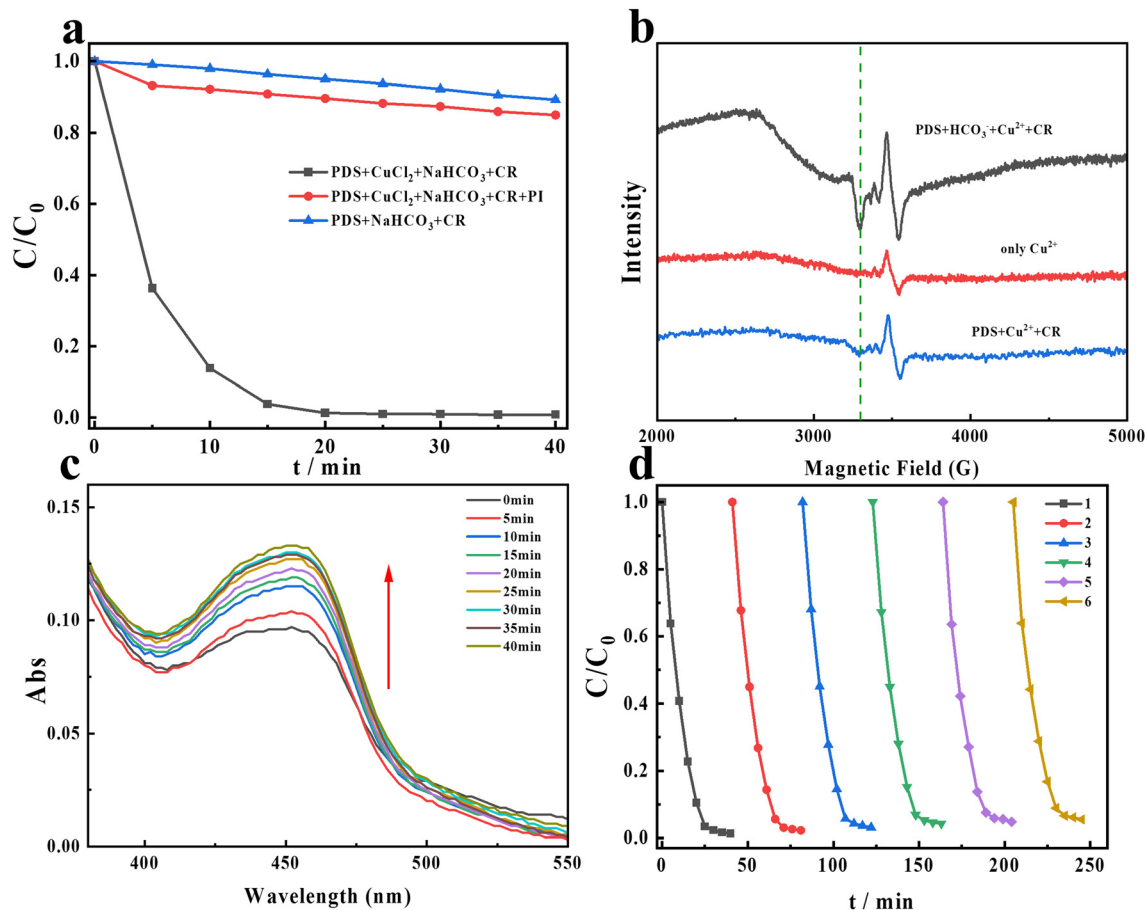 a
1.0
0.8
0.6
0.4
0.2
0.0
C/C₀
PDS+CuCl₂+NaHCO₃+CR
PDS+CuCl₂+NaHCO₃+CR+PI
PDS+NaHCO₃+CR
0 10 20 30 40
t / min
b
Intensity
PDS+HCO₃⁻+Cu²⁺+CR
only Cu²⁺
PDS+Cu²⁺+CR
2000 3000 4000 5000
Magnetic Field (G)
c
0.15
0.10
0.05
0.00
Abs
0min
5min
10min
15min
20min
25min
30min
35min
40min
400 450 500 550
Wavelength (nm)
d
1.0
0.8
0.6
0.4
0.2
0.0
C/C₀
1
2
3
4
5
6
0 50 100 150 200 250
t / min